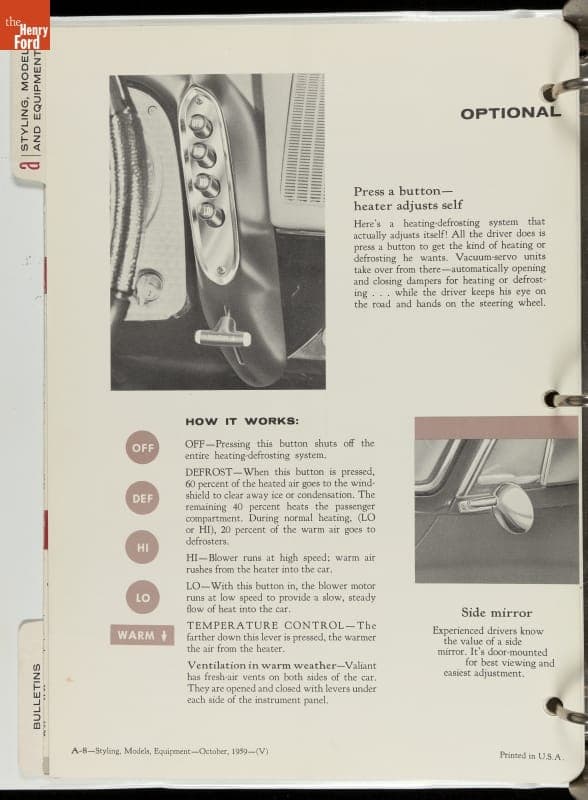 the
Henry
Ford
a STYLING, MODEL
AND EQUIPMENT
OPTIONAL
Press a button—
heater adjusts self
Here's a heating-defrosting system that
actually adjusts itself! All the driver does is
press a button to get the kind of heating or
defrosting he wants. Vacuum-servo units
take over from there—automatically opening
and closing dampers for heating or defrost-
ing . . . while the driver keeps his eye on
the road and hands on the steering wheel.
HOW IT WORKS:
OFF
OFF—Pressing this button shuts off the
entire heating-defrosting system.
DEF
DEFROST—When this button is pressed,
60 percent of the heated air goes to the wind-
shield to clear away ice or condensation. The
remaining 40 percent heats the passenger
compartment. During normal heating, (LO
or HI), 20 percent of the warm air goes to
defrosters.
HI
HI—Blower runs at high speed; warm air
rushes from the heater into the car.
LO
LO—With this button in, the blower motor
runs at low speed to provide a slow, steady
flow of heat into the car.
WARM
TEMPERATURE CONTROL—The
farther down this lever is pressed, the warmer
the air from the heater.
Ventilation in warm weather—Valiant
has fresh-air vents on both sides of the car.
They are opened and closed with levers under
each side of the instrument panel.
Side mirror
Experienced drivers know
the value of a side
mirror. It's door-mounted
for best viewing and
easiest adjustment.
BULLETINS
A-8—Styling, Models, Equipment—October, 1959—(V)
Printed in U.S.A.